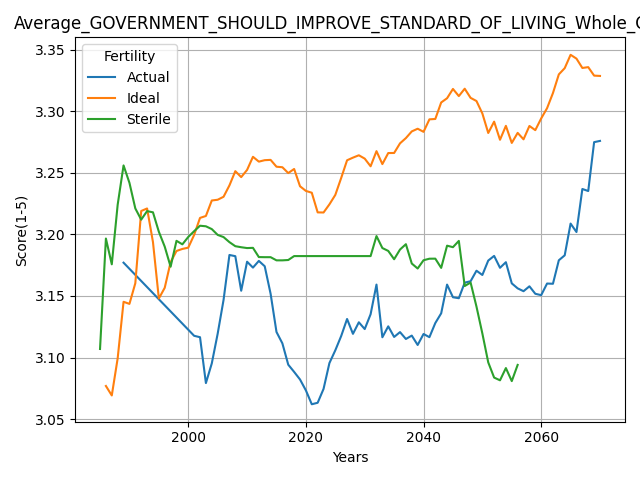 Average_GOVERNMENT_SHOULD_IMPROVE_STANDARD_OF_LIVING_Whole_
Fertility
Actual
Ideal
Sterile
Score(1-5)
3.35
3.30
3.25
3.20
3.15
3.10
3.05
2000 2020 2040 2060
Years